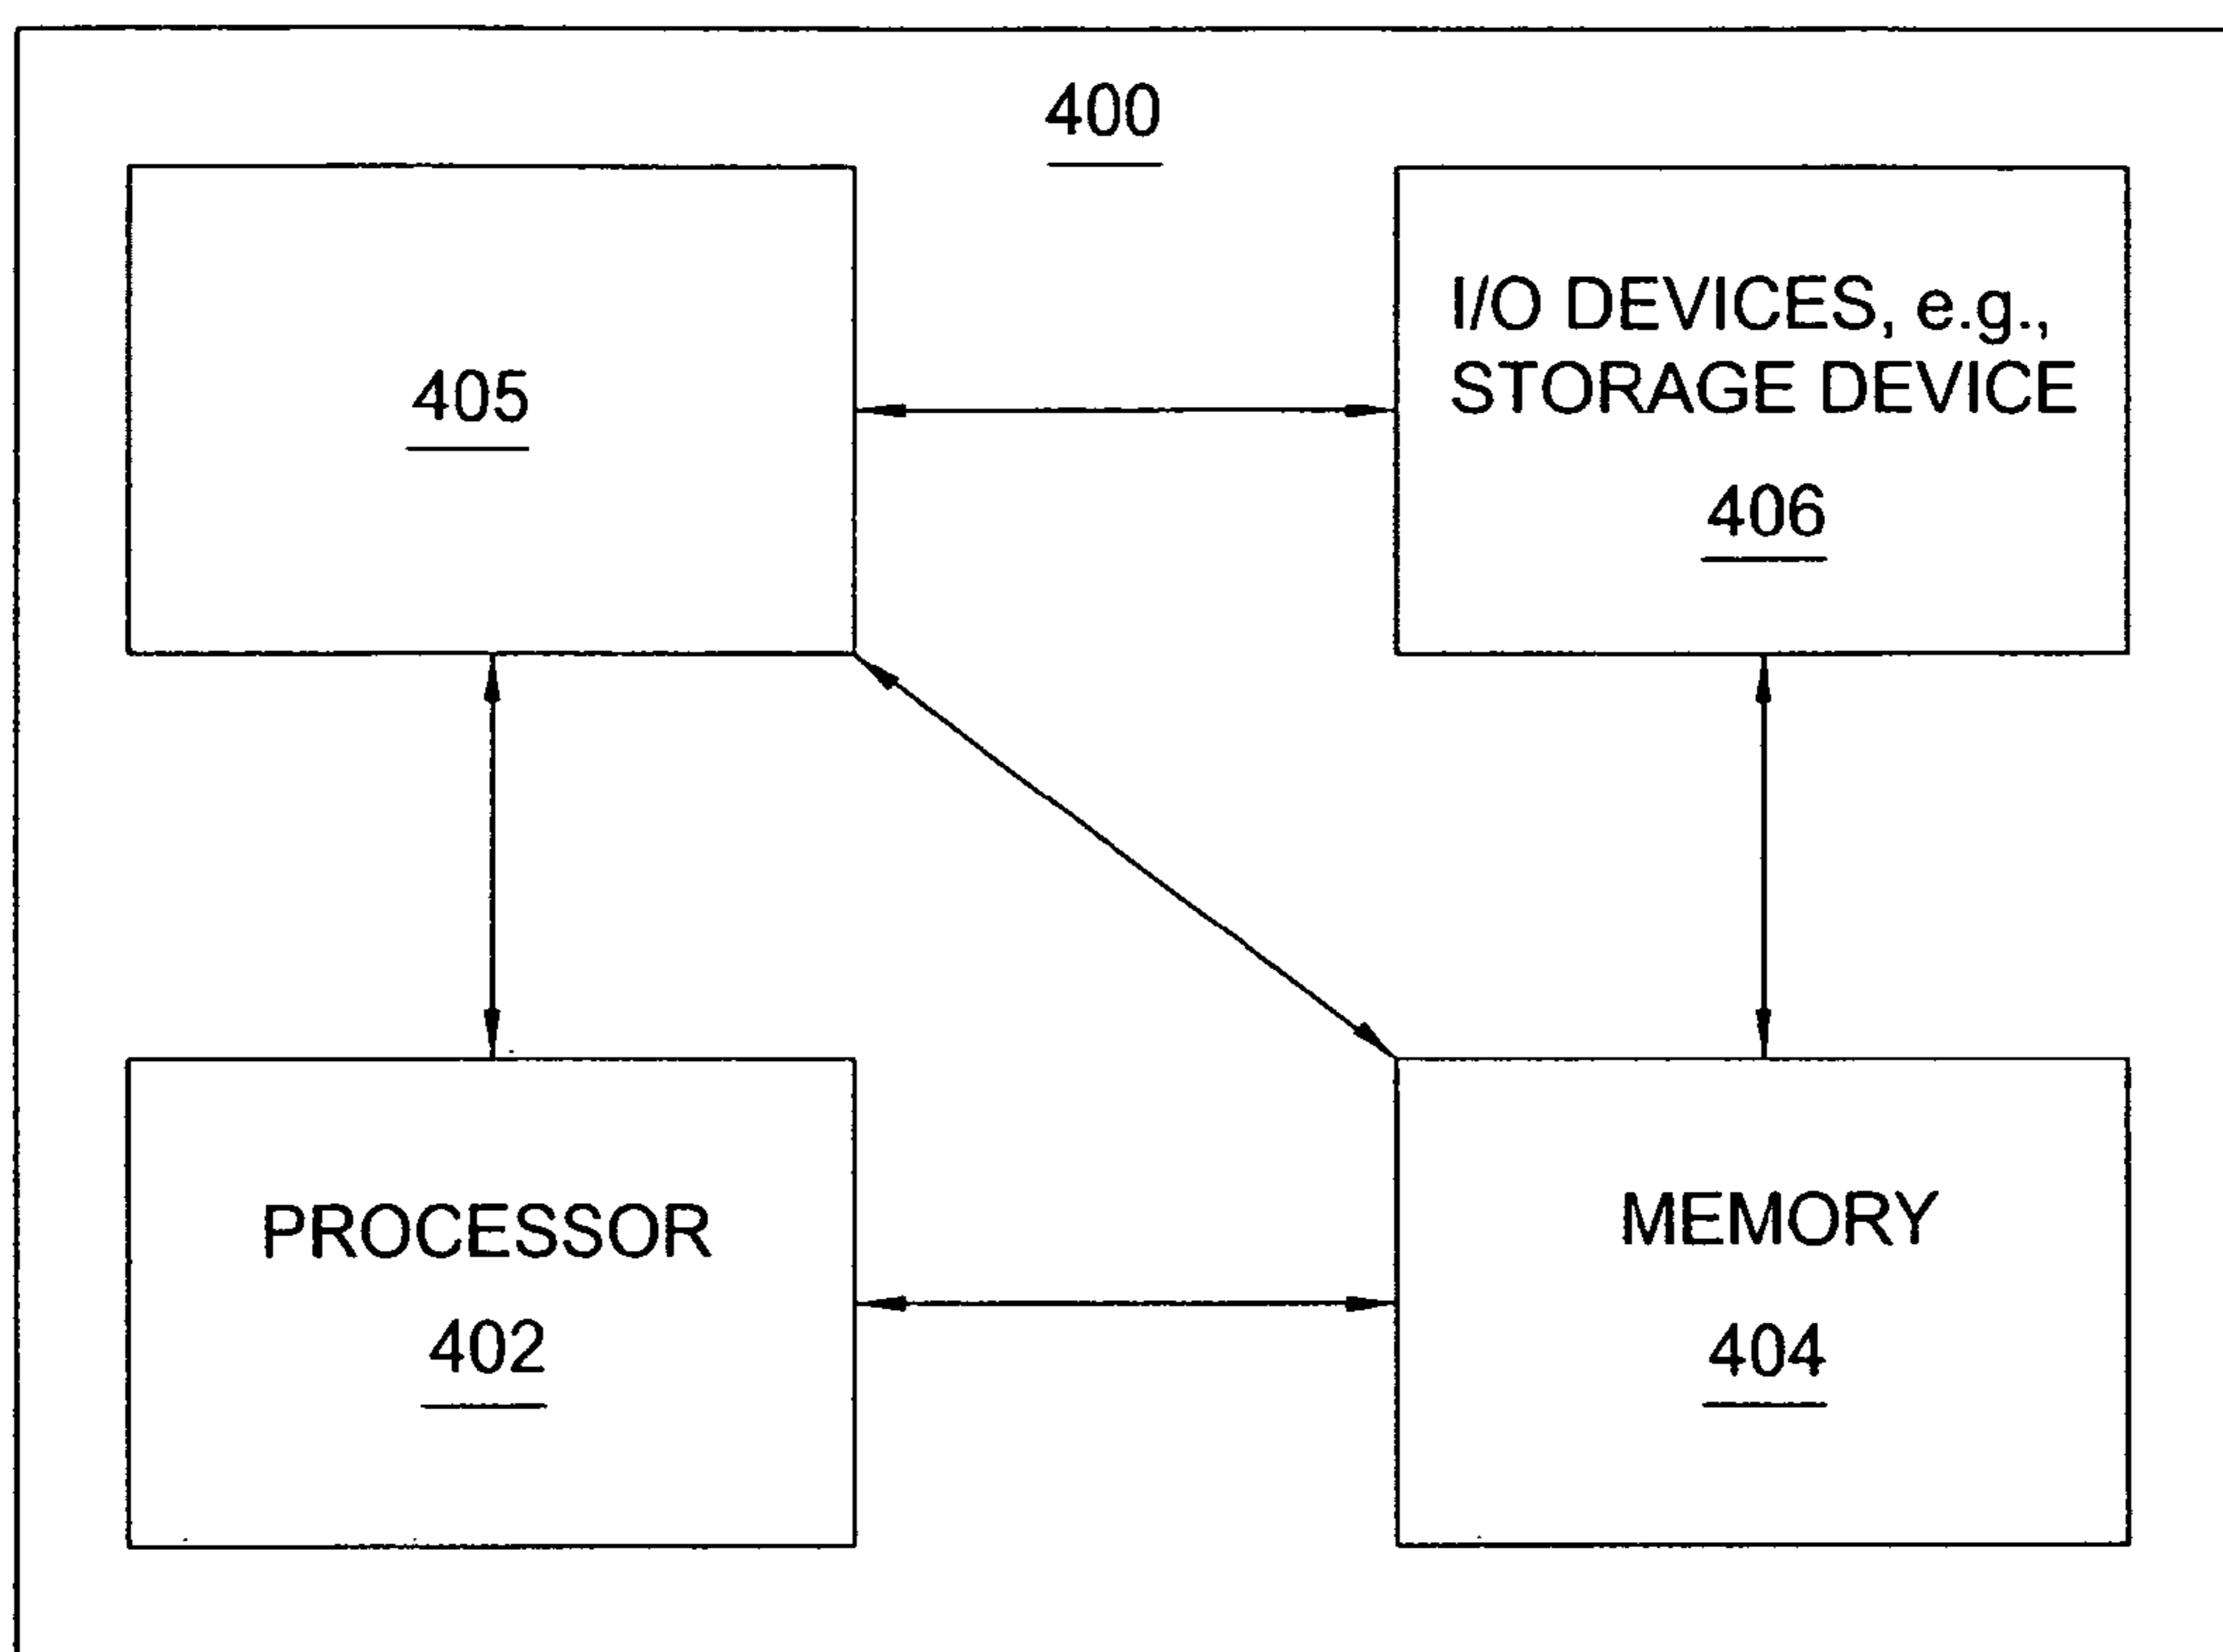 400
405
I/O DEVICES, e.g.,
STORAGE DEVICE
406
PROCESSOR
402
MEMORY
404